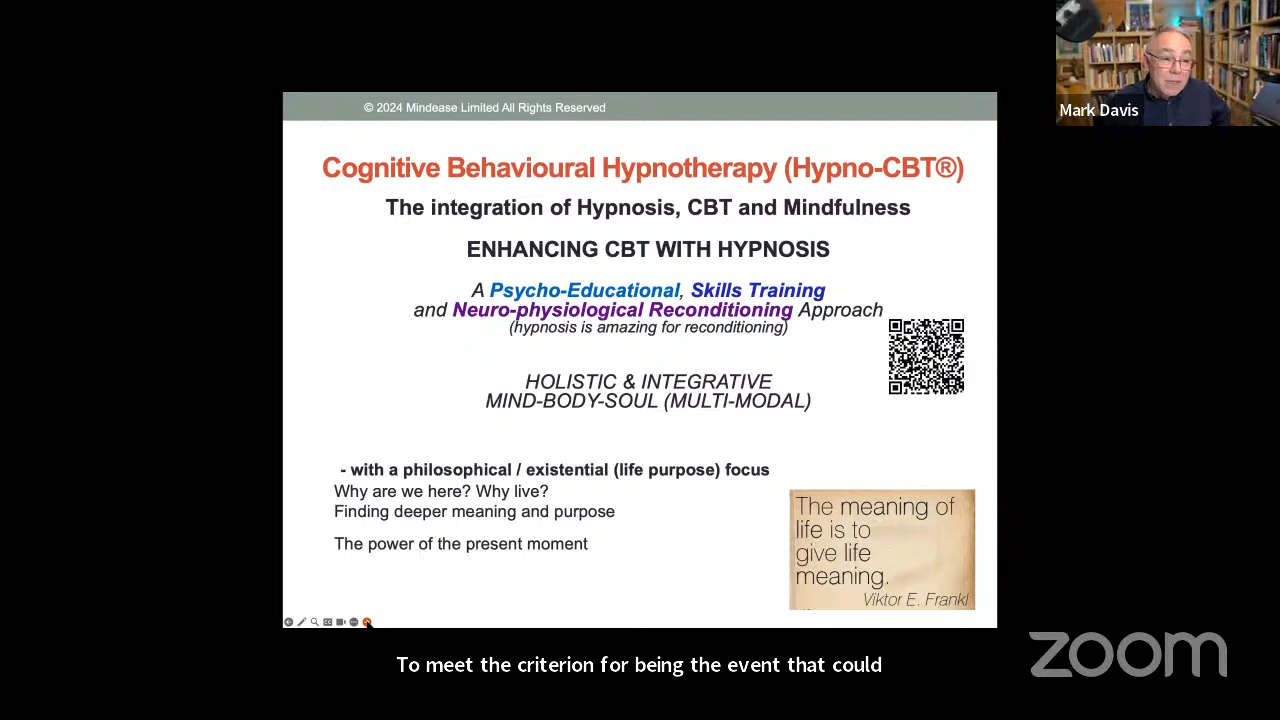 © 2024 Mindease Limited All Rights Reserved
Mark Davis
Cognitive Behavioural Hypnotherapy (Hypno-CBT®)
The integration of Hypnosis, CBT and Mindfulness
ENHANCING CBT WITH HYPNOSIS
A Psycho-Educational, Skills Training
and Neuro-physiological Reconditioning Approach
(hypnosis is amazing for reconditioning)
HOLISTIC & INTEGRATIVE
MIND-BODY-SOUL (MULTI-MODAL)
- with a philosophical / existential (life purpose) focus
Why are we here? Why live?
Finding deeper meaning and purpose
The power of the present moment
The meaning of
life is to
give life
meaning.
Viktor E. Frankl
To meet the criterion for being the event that could
zoom